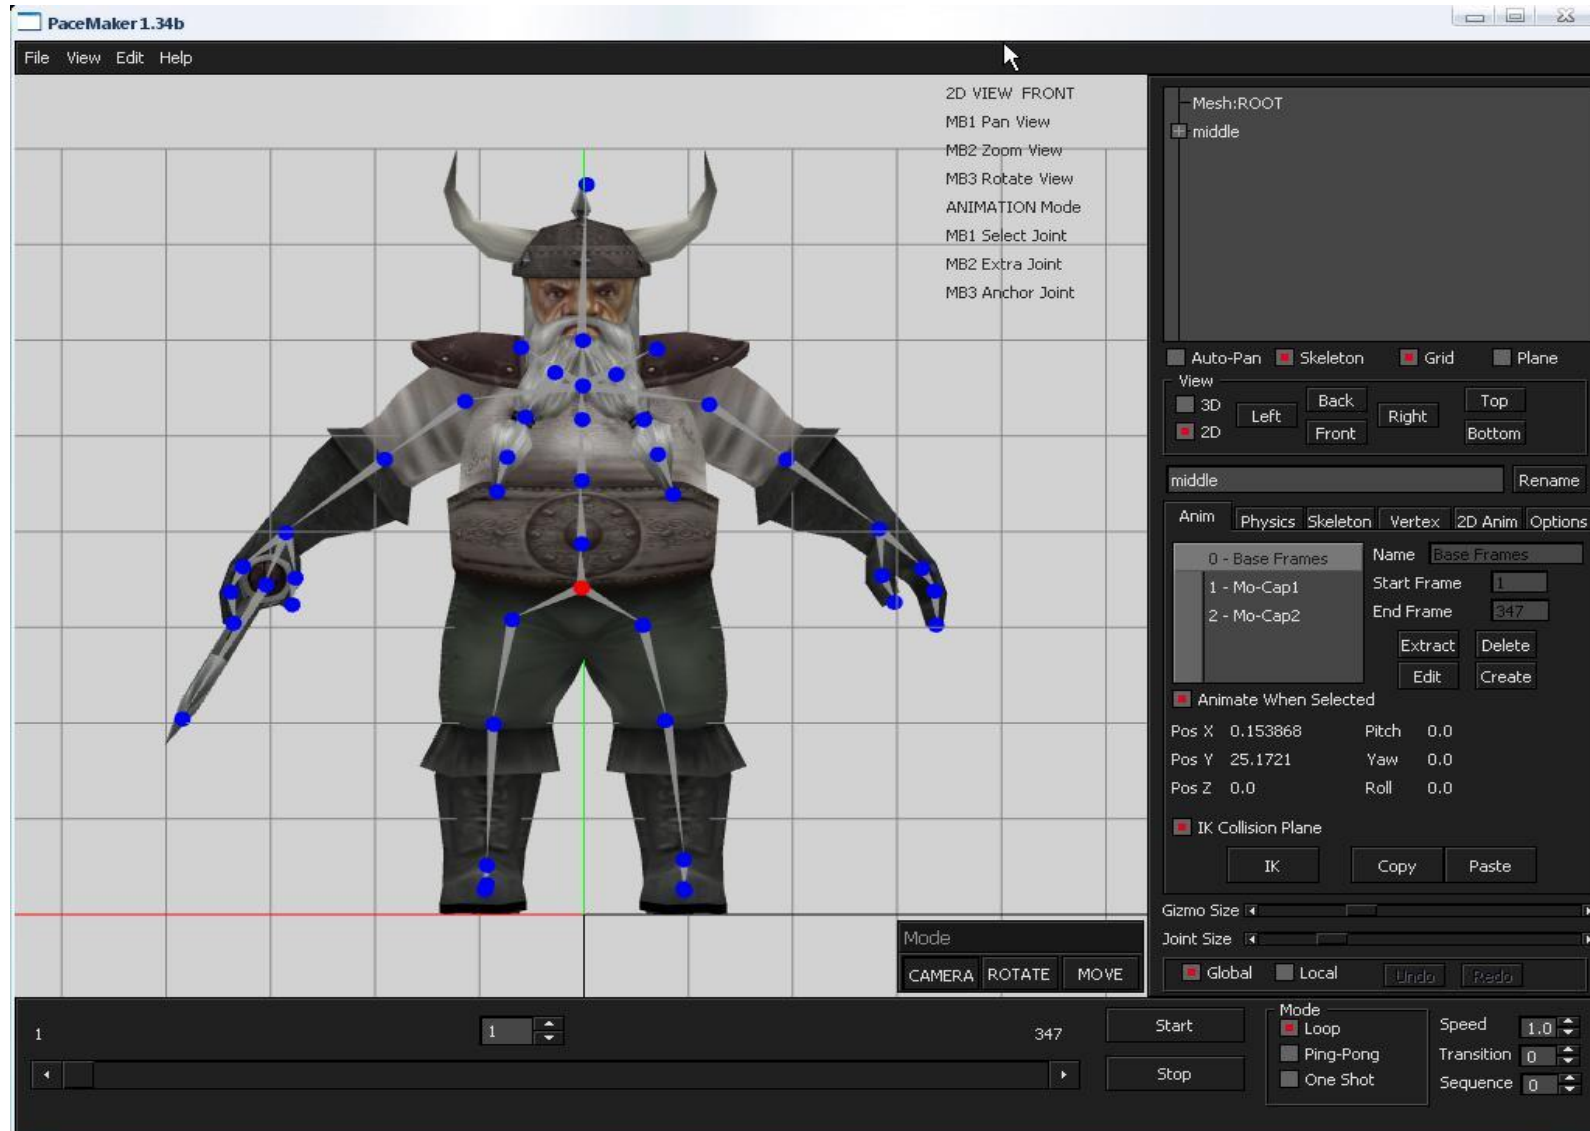 PaceMaker 1.34b
File View Edit Help
2D VIEW FRONT
MB1 Pan View
MB2 Zoom View
MB3 Rotate View
ANIMATION Mode
MB1 Select Joint
MB2 Extra Joint
MB3 Anchor Joint
Mesh:ROOT
middle
Auto-Pan Skeleton Grid Plane
View
3D
2D
Left Back Right Top
Front Bottom
middle Rename
Anim Physics Skeleton Vertex 2D Anim Options
0 - Base Frames
1 - Mo-Cap1
2 - Mo-Cap2
Name Base Frames
Start Frame 1
End Frame 347
Extract Delete
Edit Create
Animate When Selected
Pos X 0.153868 Pitch 0.0
Pos Y 25.1721 Yaw 0.0
Pos Z 0.0 Roll 0.0
IK Collision Plane
IK Copy Paste
Gizmo Size
Joint Size
Global Local Undo Redo
Mode
CAMERA ROTATE MOVE
1 1 347
Start
Stop
Mode
Loop
Ping-Pong
One Shot
Speed 1.0
Transition 0
Sequence 0